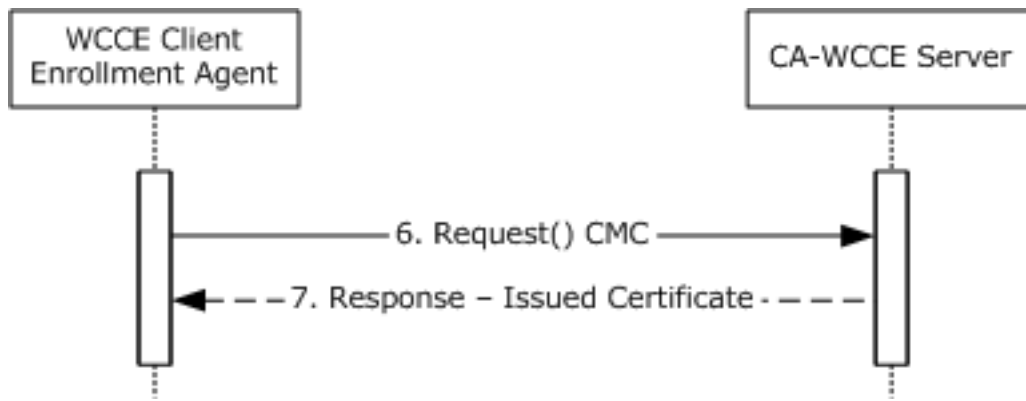 WCCE Client
Enrollment Agent
CA-WCCE Server
6. Request() CMC
7. Response – Issued Certificate